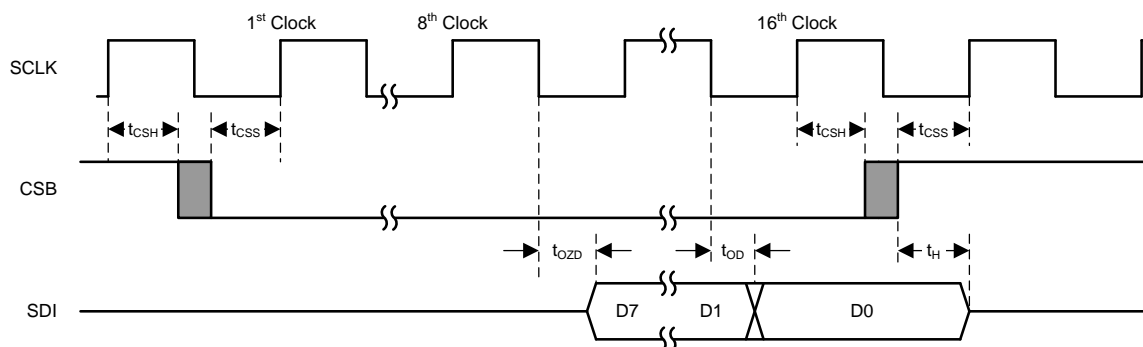 1st Clock 8th Clock 16th Clock
SCLK
tCSH tCSS tCSH tCSS
CSB
tOZD tOD tH
SDI D7 D1 D0